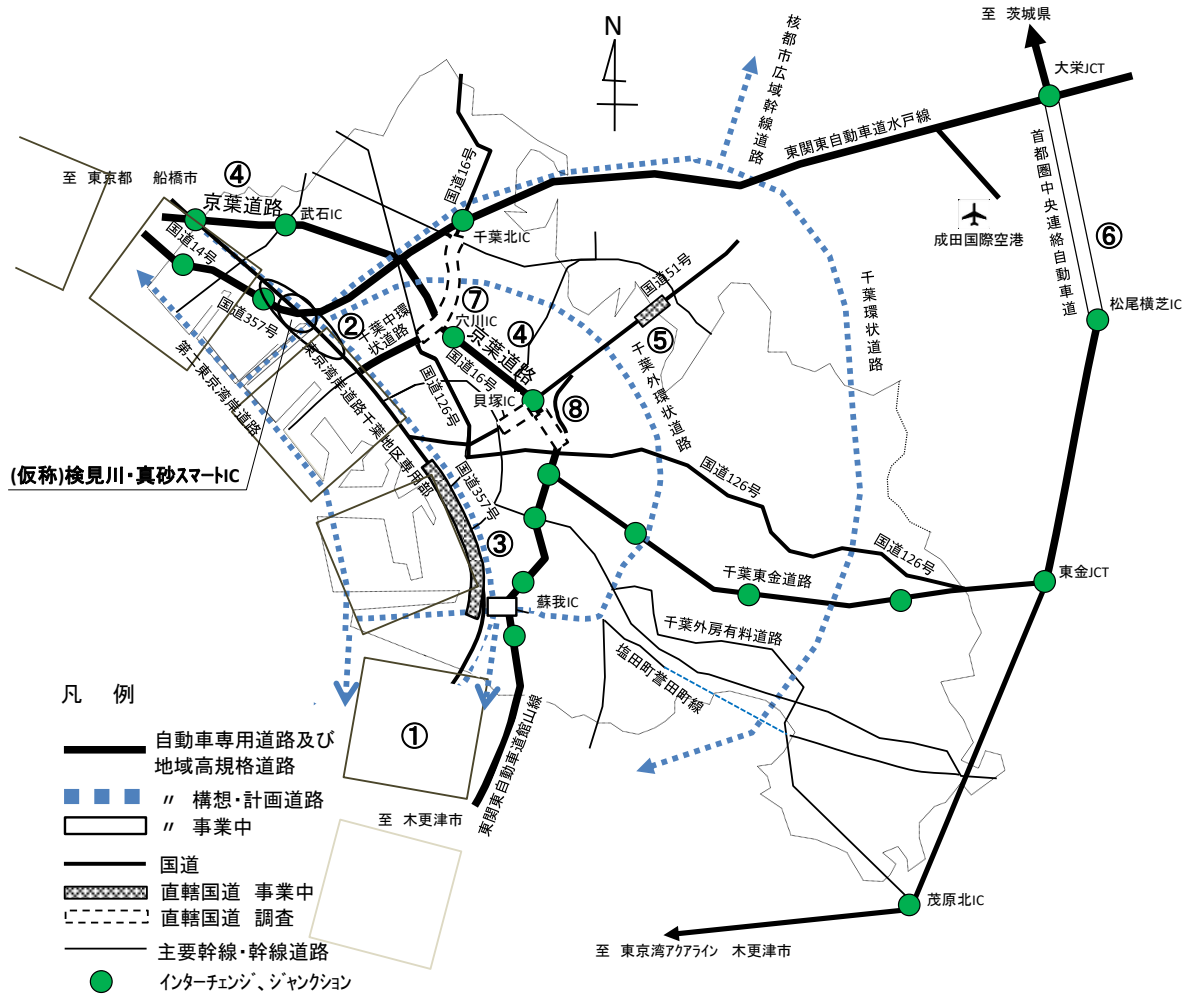 至 茨城県
大栄JCT
核都市広域幹線道路
N
東関東自動車道水戸線
首都圏中央連絡自動車道
成田国際空港
⑥
松尾横芝IC
至 東京都
船橋市
④
京葉道路
武石IC
国道16号
千葉北IC
国道14号
国道357号
②
千葉中環状道路
⑦
穴川IC
④
京葉道路
国道16号
国道51号
⑤
千葉環状道路
千葉外環状道路
第二東京湾岸道路
東京湾岸道路千葉地区専用部
国道126号
貝塚IC
⑧
(仮称)検見川・真砂スマートIC
国道357号
国道126号
③
国道126号
蘇我IC
千葉東金道路
東金JCT
千葉外房有料道路
塩田町誉田町線
①
東関東自動車道館山線
至 木更津市
茂原北IC
至 東京湾アクアライン 木更津市
凡 例
自動車専用道路及び
地域高規格道路
〃 構想・計画道路
〃 事業中
国道
直轄国道 事業中
直轄国道 調査
主要幹線・幹線道路
インターチェンジ、ジャンクション